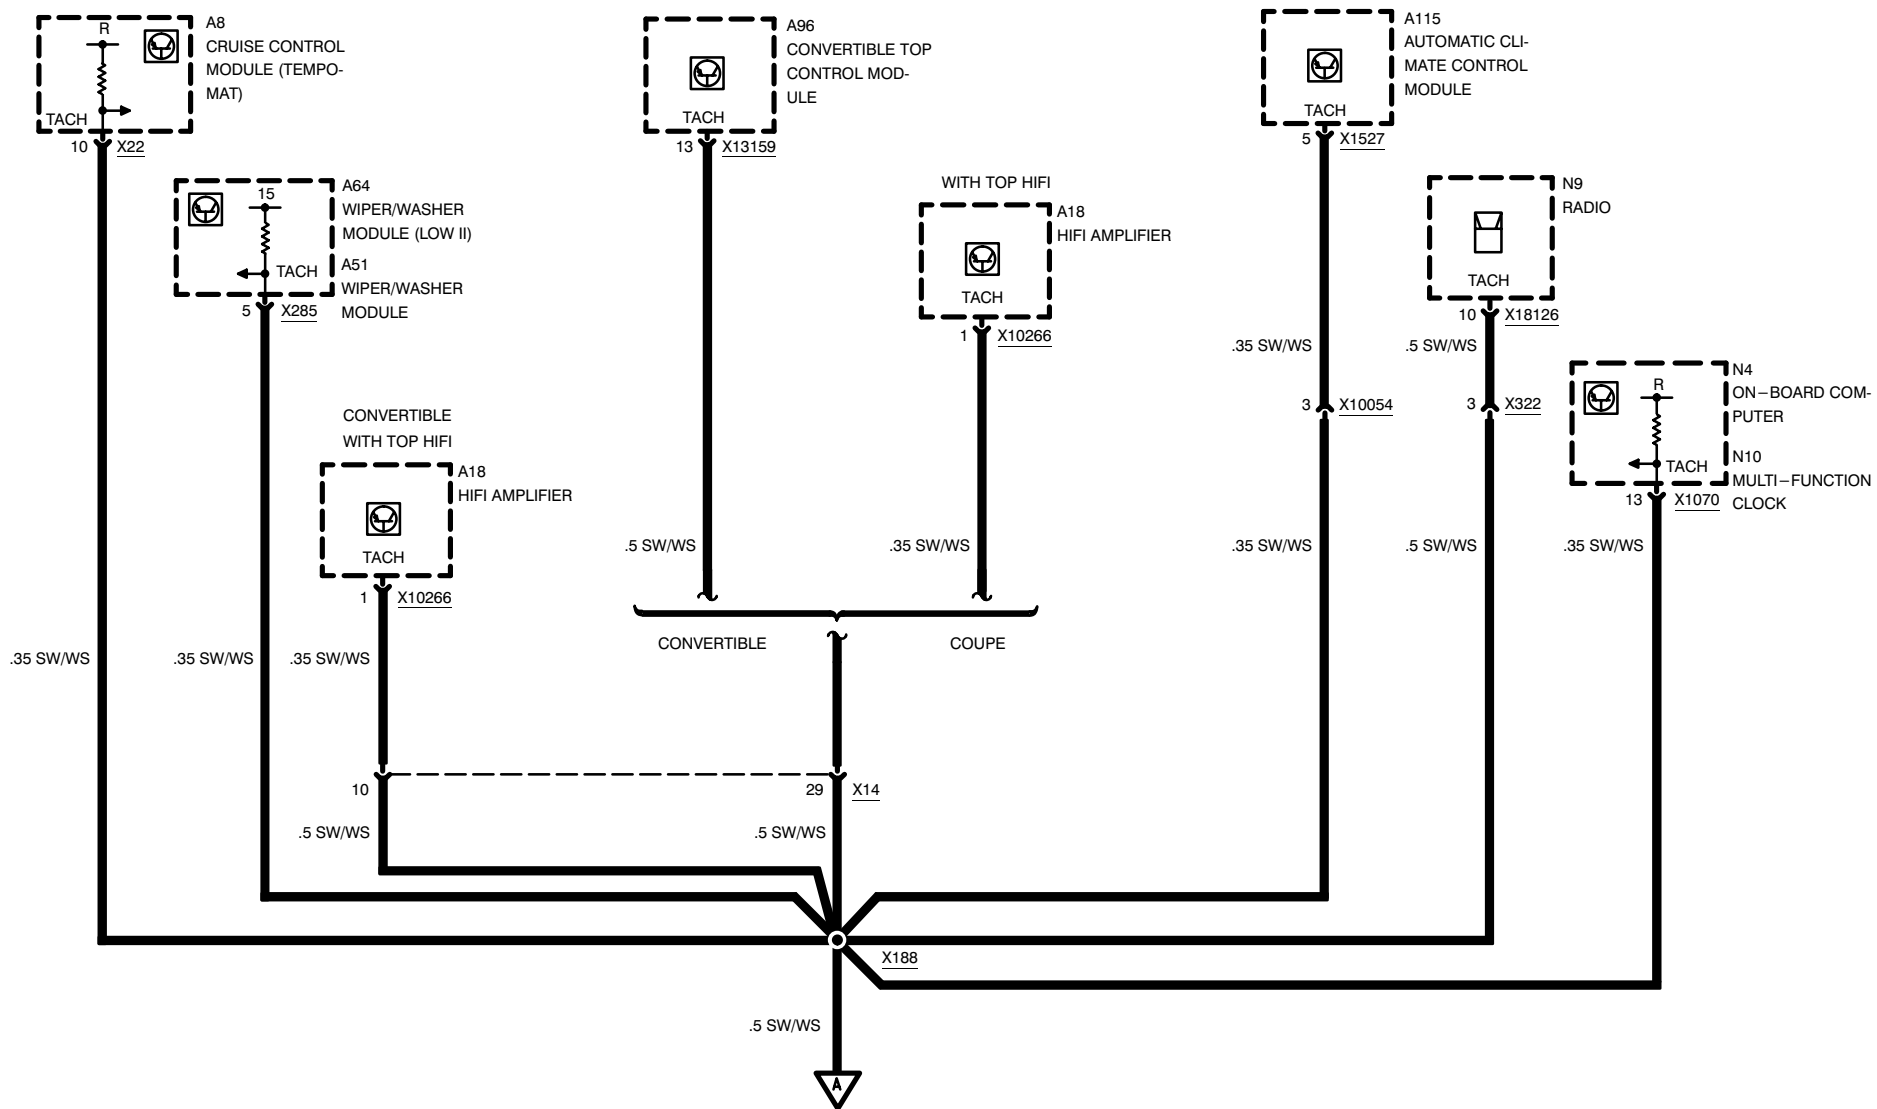 R
TACH
A8
CRUISE CONTROL
MODULE (TEMPO-
MAT)
10 X22
TACH
A96
CONVERTIBLE TOP
CONTROL MOD-
ULE
13 X13159
TACH
A115
AUTOMATIC CLI-
MATE CONTROL
MODULE
5 X1527
15
TACH
A64
WIPER/WASHER
MODULE (LOW II)
A51
WIPER/WASHER
MODULE
5 X285
WITH TOP HIFI
TACH
A18
HIFI AMPLIFIER
1 X10266
TACH
N9
RADIO
10 X18126
.35 SW/WS
.5 SW/WS
3 X10054
3 X322
R
TACH
N4
ON–BOARD COM-
PUTER
N10
MULTI–FUNCTION
CLOCK
13 X1070
CONVERTIBLE
WITH TOP HIFI
TACH
A18
HIFI AMPLIFIER
1 X10266
.5 SW/WS
.35 SW/WS
.35 SW/WS
.5 SW/WS
.35 SW/WS
CONVERTIBLE
COUPE
.35 SW/WS
.35 SW/WS
.35 SW/WS
10
29 X14
.5 SW/WS
.5 SW/WS
X188
.5 SW/WS
A